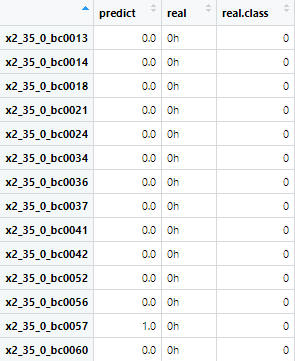 predict real real.class
x2_35_0_bc0013 0.0 0h 0
x2_35_0_bc0014 0.0 0h 0
x2_35_0_bc0018 0.0 0h 0
x2_35_0_bc0021 0.0 0h 0
x2_35_0_bc0024 0.0 0h 0
x2_35_0_bc0034 0.0 0h 0
x2_35_0_bc0036 0.0 0h 0
x2_35_0_bc0037 0.0 0h 0
x2_35_0_bc0041 0.0 0h 0
x2_35_0_bc0042 0.0 0h 0
x2_35_0_bc0052 0.0 0h 0
x2_35_0_bc0056 0.0 0h 0
x2_35_0_bc0057 1.0 0h 0
x2_35_0_bc0060 0.0 0h 0